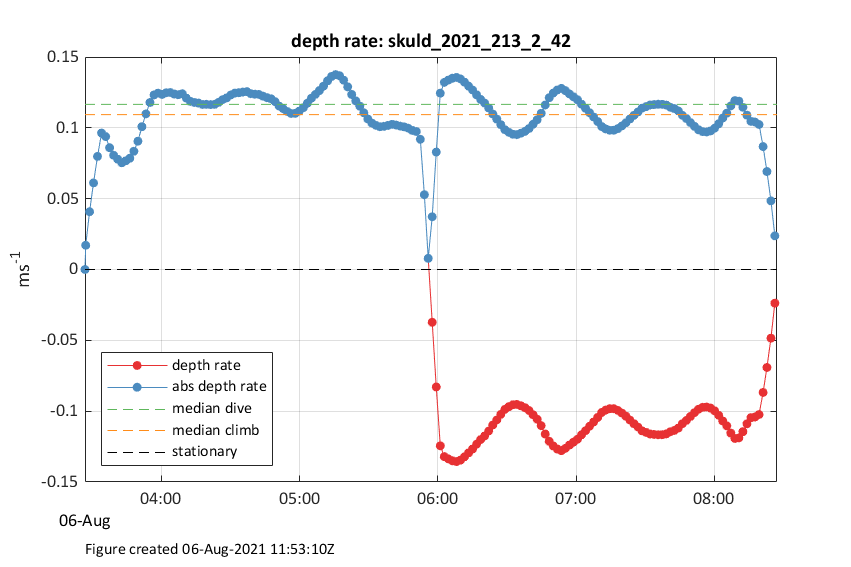 depth rate: skuld_2021_213_2_42
0.15
0.1
0.05
0
-0.05
-0.1
-0.15
ms-1
depth rate
abs depth rate
median dive
median climb
stationary
04:00 05:00 06:00 07:00 08:00
06-Aug
Figure created 06-Aug-2021 11:53:10Z